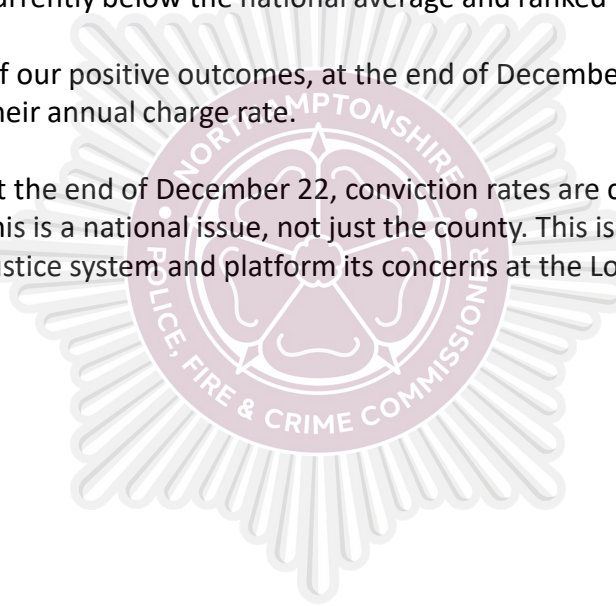 urrently below the national average and ranked
f our positive outcomes, at the end of December
heir annual charge rate.
t the end of December 22, conviction rates are
his is a national issue, not just the county. This is
stice system and platform its concerns at the Lo
NORTHAMPTONSHIRE
POLICE, FIRE & CRIME COMMISSIONER